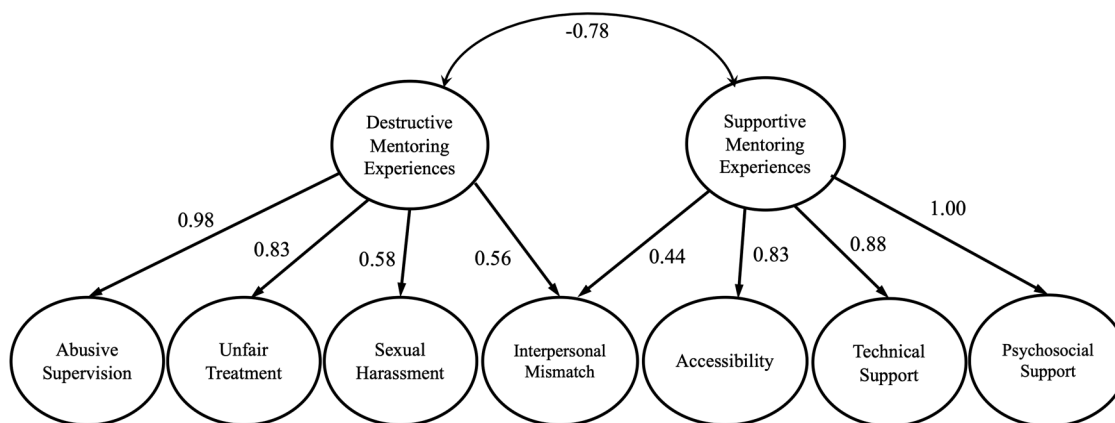 -0.78
Destructive
Mentoring
Experiences
Supportive
Mentoring
Experiences
0.98
0.83
0.58
0.56
0.44
0.83
0.88
1.00
Abusive
Supervision
Unfair
Treatment
Sexual
Harassment
Interpersonal
Mismatch
Accessibility
Technical
Support
Psychosocial
Support